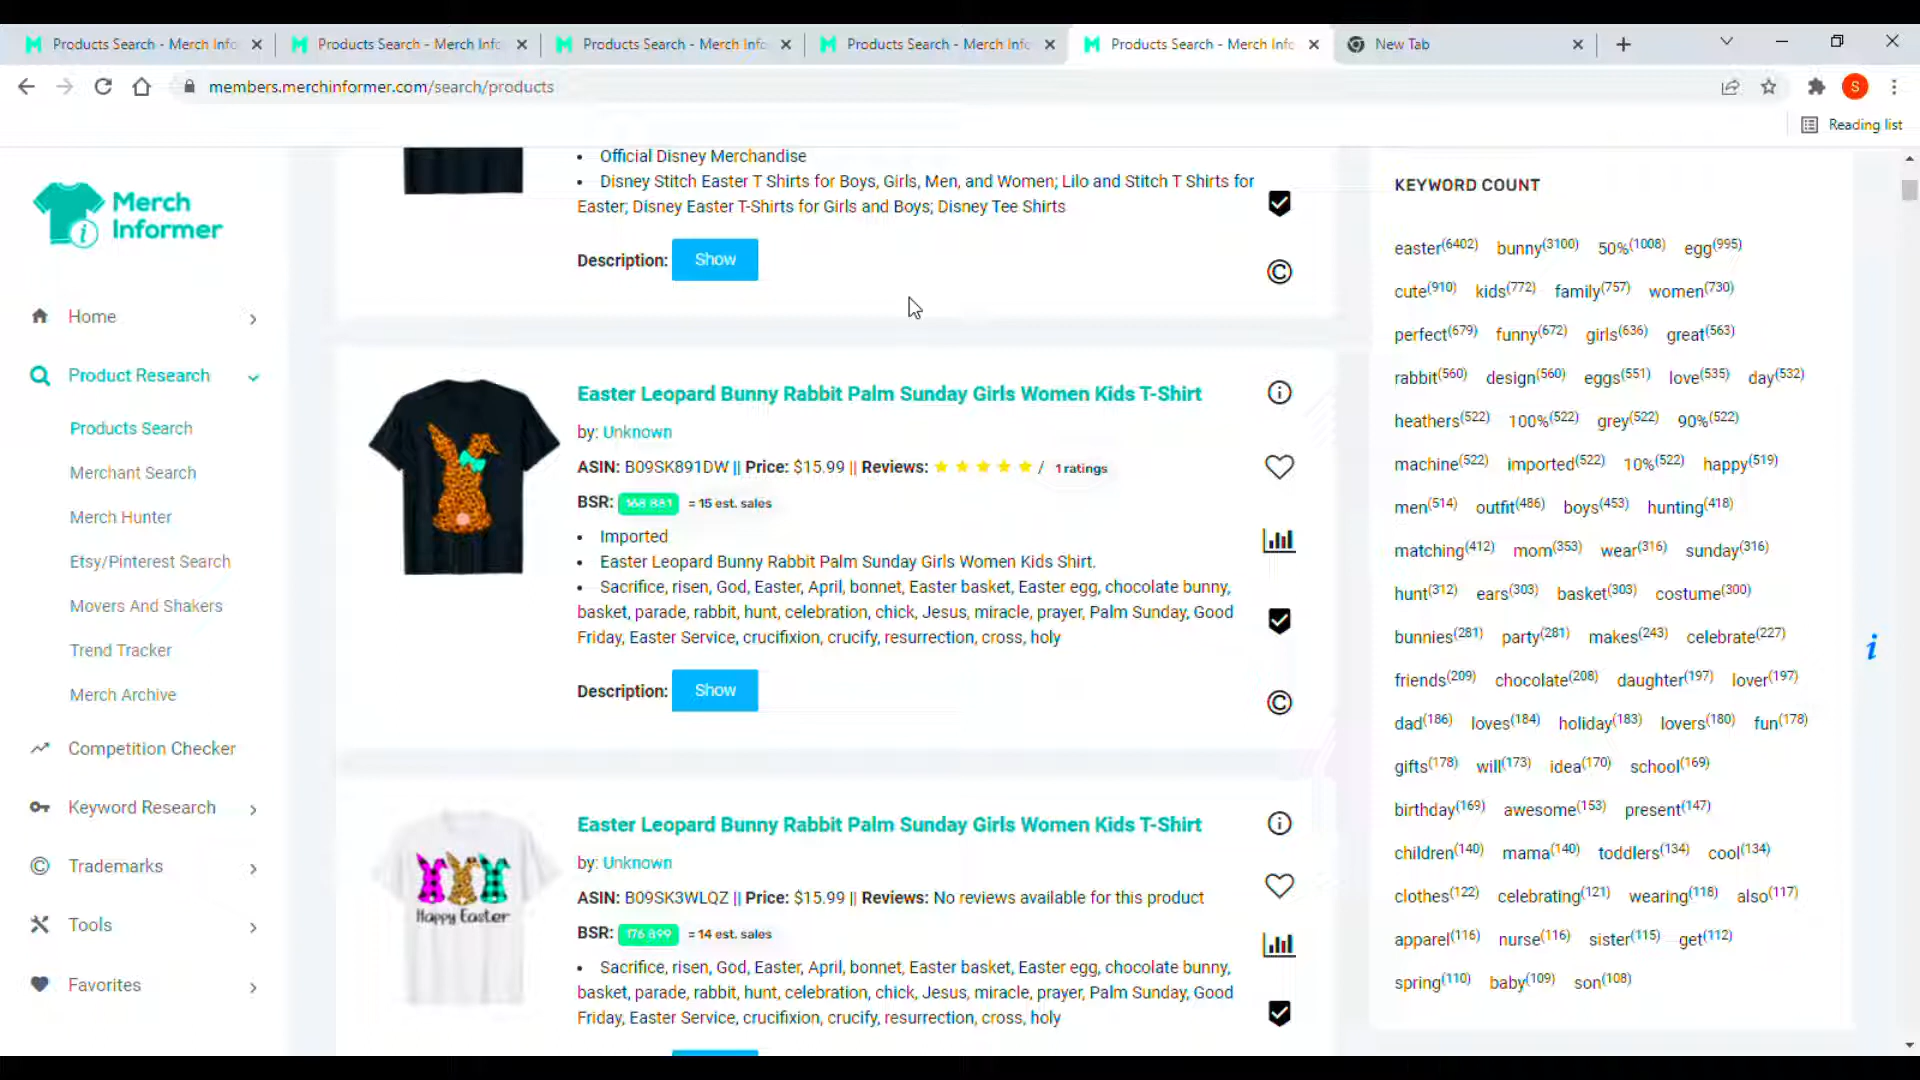 Products Search - Merch Info
Products Search - Merch Info
Products Search - Merch Info
Products Search - Merch Info
Products Search - Merch Info
New Tab
members.merchinformer.com/search/products
S
Reading list
Merch
Informer
Home
Product Research
Products Search
Merchant Search
Merch Hunter
Etsy/Pinterest Search
Movers And Shakers
Trend Tracker
Merch Archive
Competition Checker
Keyword Research
Trademarks
Tools
Favorites
• Official Disney Merchandise
• Disney Stitch Easter T Shirts for Boys, Girls, Men, and Women; Lilo and Stitch T Shirts for
Easter; Disney Easter T-Shirts for Girls and Boys; Disney Tee Shirts
Description: Show
Easter Leopard Bunny Rabbit Palm Sunday Girls Women Kids T-Shirt
by: Unknown
ASIN: B09SK891DW || Price: $15.99 || Reviews: ★★★★★ / 1 ratings
BSR: 168 881 = 15 est. sales
• Imported
• Easter Leopard Bunny Rabbit Palm Sunday Girls Women Kids Shirt.
• Sacrifice, risen, God, Easter, April, bonnet, Easter basket, Easter egg, chocolate bunny,
basket, parade, rabbit, hunt, celebration, chick, Jesus, miracle, prayer, Palm Sunday, Good
Friday, Easter Service, crucifixion, crucify, resurrection, cross, holy
Description: Show
Happy Easter
Easter Leopard Bunny Rabbit Palm Sunday Girls Women Kids T-Shirt
by: Unknown
ASIN: B09SK3WLQZ || Price: $15.99 || Reviews: No reviews available for this product
BSR: 176 899 = 14 est. sales
• Sacrifice, risen, God, Easter, April, bonnet, Easter basket, Easter egg, chocolate bunny,
basket, parade, rabbit, hunt, celebration, chick, Jesus, miracle, prayer, Palm Sunday, Good
Friday, Easter Service, crucifixion, crucify, resurrection, cross, holy
KEYWORD COUNT
easter(6402) bunny(3100) 50%(1008) egg(995)
cute(910) kids(772) family(757) women(730)
perfect(679) funny(672) girls(636) great(563)
rabbit(560) design(560) eggs(551) love(535) day(532)
heathers(522) 100%(522) grey(522) 90%(522)
machine(522) imported(522) 10%(522) happy(519)
men(514) outfit(486) boys(453) hunting(418)
matching(412) mom(353) wear(316) sunday(316)
hunt(312) ears(303) basket(303) costume(300)
bunnies(281) party(281) makes(243) celebrate(227)
friends(209) chocolate(208) daughter(197) lover(197)
dad(186) loves(184) holiday(183) lovers(180) fun(178)
gifts(178) will(173) idea(170) school(169)
birthday(169) awesome(153) present(147)
children(140) mama(140) toddlers(134) cool(134)
clothes(122) celebrating(121) wearing(118) also(117)
apparel(116) nurse(116) sister(115) get(112)
spring(110) baby(109) son(108)